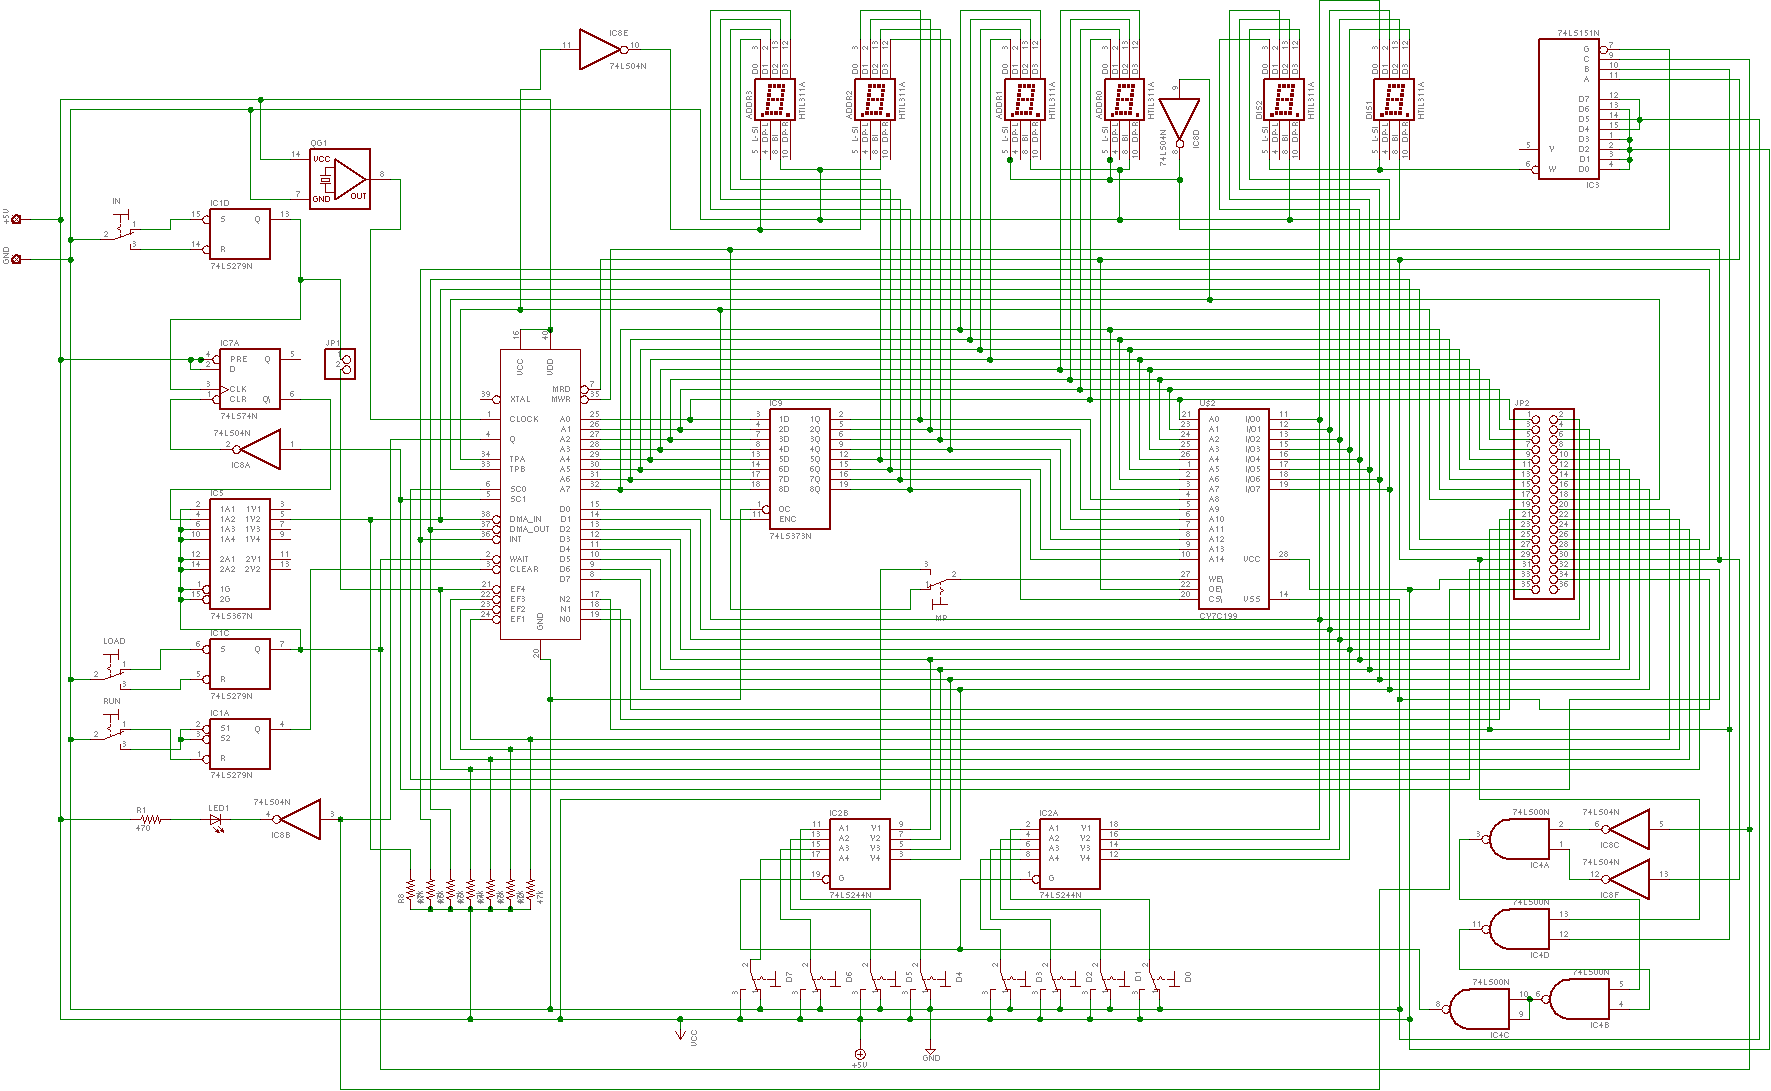 IC8E
11
10
74LS04N
3 2 13 12
D0 D1 D2 D3
ADDR3
HTIL311A
L-SI DP-L BI DP-R
5 4 8 10
3 2 13 12
D0 D1 D2 D3
ADDR2
HTIL311A
L-SI DP-L BI DP-R
5 4 8 10
3 2 13 12
D0 D1 D2 D3
ADDR1
HTIL311A
L-SI DP-L BI DP-R
5 4 8 10
3 2 13 12
D0 D1 D2 D3
ADDR0
HTIL311A
L-SI DP-L BI DP-R
5 4 8 10
9
74LS04N
IC8D
8
3 2 13 12
D0 D1 D2 D3
DIS2
HTIL311A
L-SI DP-L BI DP-R
5 4 8 10
3 2 13 12
D0 D1 D2 D3
DIS1
HTIL311A
L-SI DP-L BI DP-R
5 4 8 10
74LS151N
G 7
C 9
B 10
A 11
D7 12
D6 13
D5 14
D4 15
D3 1
5 Y D2 2
D1 3
6 W D0 4
IC3
QG1
14 VCC
8
7 GND OUT
+5V
GND
IN
2 1 3
IC1D
15 S Q 13
14 R
74LS279N
IC7A
4 PRE Q 5
2 D
3 CLK
1 CLR Q\ 6
74LS74N
JP1
1
2
74LS04N
2 1
IC8A
IC5
2 1A1 1Y1 3
4 1A2 1Y2 5
6 1A3 1Y3 7
10 1A4 1Y4 9
12 2A1 2Y1 11
14 2A2 2Y2 13
1 1G
15 2G
74LS367N
LOAD
2 1 3
IC1C
6 S Q 7
5 R
74LS279N
RUN
2 1 3
IC1A
2 S1 Q 4
3 S2
1 R
74LS279N
R1
470
LED1
74LS04N
4 3
IC8B
16 40
VCC VDD
MRD 7
MWR 35
39 XTAL
1 CLOCK A0 25
A1 26
4 Q A2 27
A3 28
34 TPA A4 29
33 TPB A5 30
A6 31
6 SC0 A7 32
5 SC1
D0 15
38 DMA_IN D1 14
37 DMA_OUT D2 13
36 INT D3 12
D4 11
2 WAIT D5 10
3 CLEAR D6 9
D7 8
21 EF4
22 EF3 N2 17
23 EF2 N1 18
24 EF1 N0 19
GND
20
IC9
3 1D 1Q 2
4 2D 2Q 5
7 3D 3Q 6
8 4D 4Q 9
13 5D 5Q 12
14 6D 6Q 15
17 7D 7Q 16
18 8D 8Q 19
1 OC
11 ENC
74LS373N
3
1 2
MP
U$2
21 A0 I/O0 11
23 A1 I/O1 12
24 A2 I/O2 13
25 A3 I/O3 15
26 A4 I/O4 16
1 A5 I/O5 17
2 A6 I/O6 18
3 A7 I/O7 19
4 A8
5 A9
6 A10
7 A11
8 A12
9 A13
10 A14 VCC 28
27 WE\
22 OE\
20 CS\ VSS 14
CY7C199
JP2
1 2
3 4
5 6
7 8
9 10
11 12
13 14
15 16
17 18
19 20
21 22
23 24
25 26
27 28
29 30
31 32
33 34
35 36
R8
47k
IC2B
11 A1 Y1 9
13 A2 Y2 7
15 A3 Y3 5
17 A4 Y4 3
19 G
74LS244N
IC2A
2 A1 Y1 18
4 A2 Y2 16
6 A3 Y3 14
8 A4 Y4 12
1 G
74LS244N
2 3 1 D7
2 3 1 D6
2 3 1 D5
2 3 1 D4
2 3 1 D3
2 3 1 D2
2 3 1 D1
2 3 1 D0
VCC
+5V
GND
74LS00N
3 2 1
IC4A
74LS04N
6 5
IC8C
74LS04N
12 13
IC8F
74LS00N
11 13 12
IC4D
74LS00N
8 10 9
IC4C
74LS00N
6 5 4
IC4B